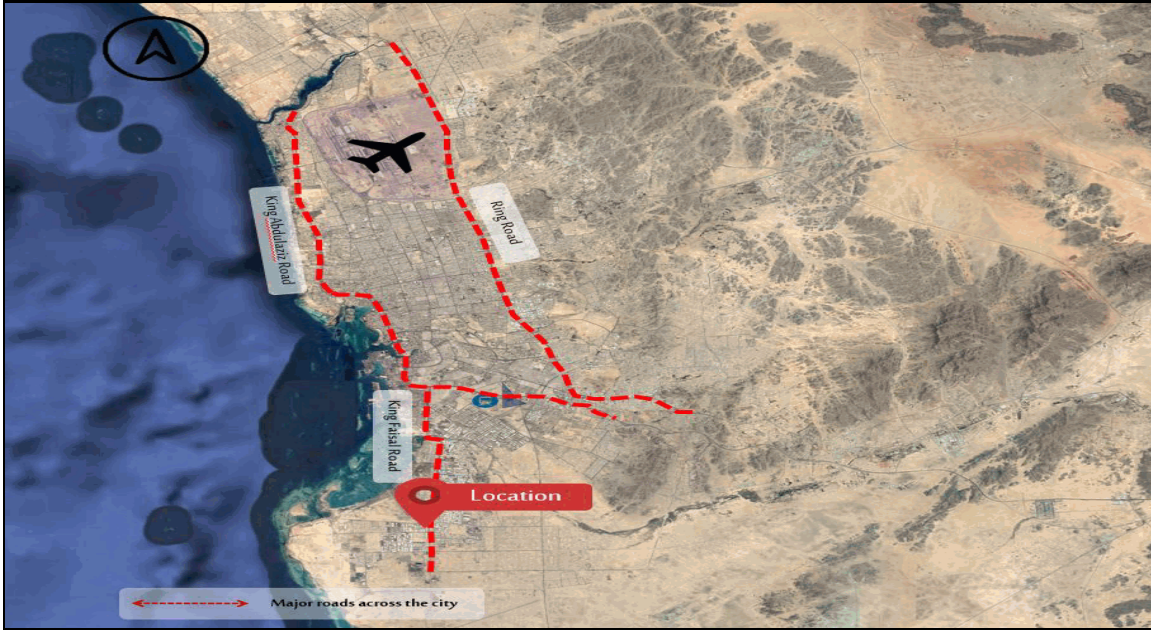 King Abdulaziz Road
Ring Road
King Faisal Road
Location
Major roads across the city